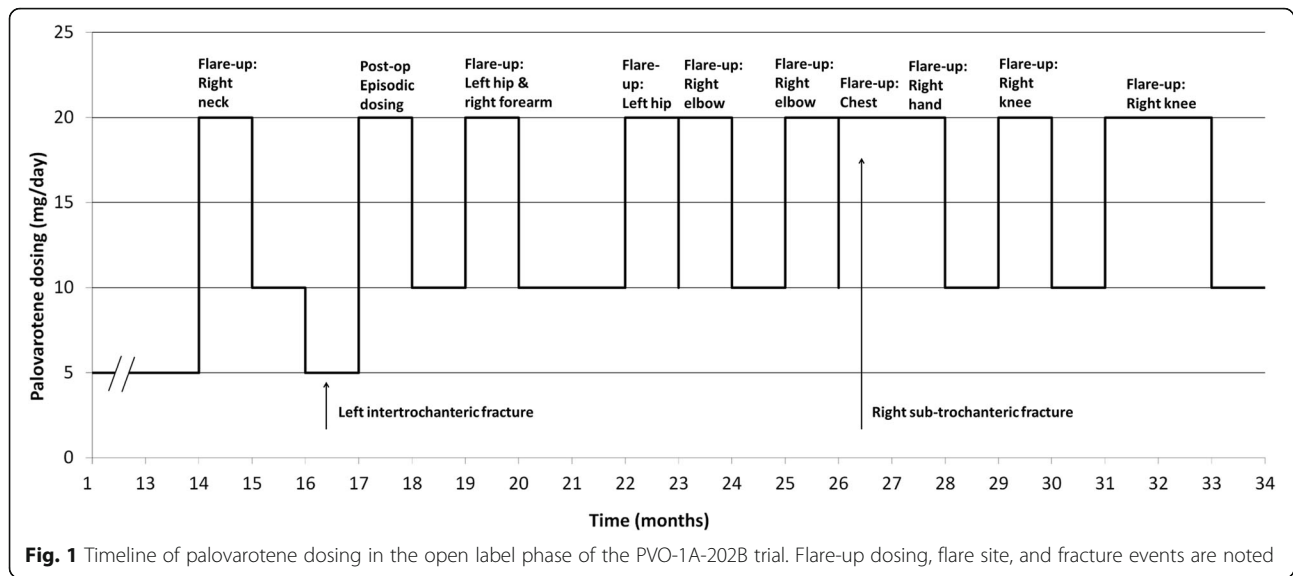 25
20
15
10
5
0
Palovarotene dosing (mg/day)
Flare-up:
Right
neck
Post-op
Episodic
dosing
Flare-up:
Left hip &
right forearm
Flare-
up:
Left hip
Flare-up:
Right
elbow
Flare-up:
Right
elbow
Flare-up:
Chest
Flare-up:
Right
hand
Flare-up:
Right
knee
Flare-up:
Right knee
Left intertrochanteric fracture
Right sub-trochanteric fracture
1 13 14 15 16 17 18 19 20 21 22 23 24 25 26 27 28 29 30 31 32 33 34
Time (months)
Fig. 1 Timeline of palovarotene dosing in the open label phase of the PVO-1A-202B trial. Flare-up dosing, flare site, and fracture events are noted